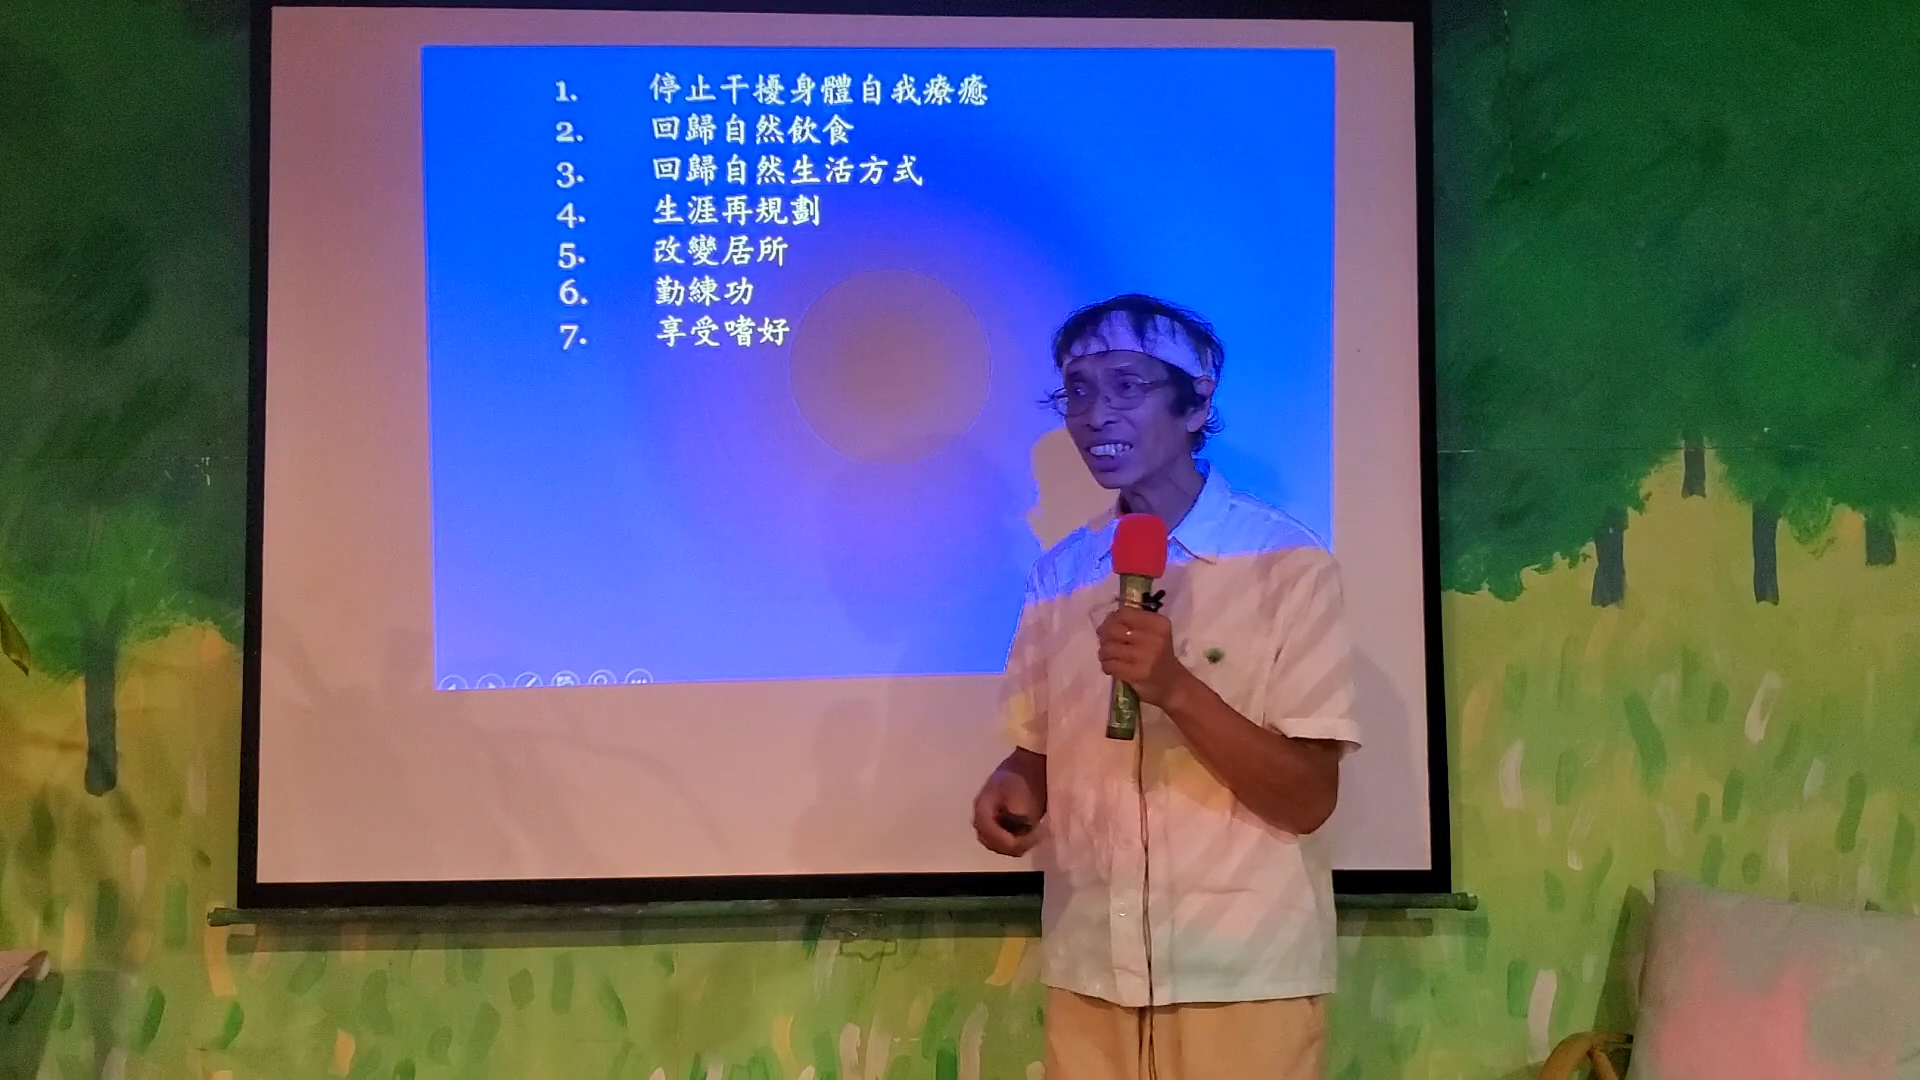 1. 停止干擾身體自我療癒
2. 回歸自然飲食
3. 回歸自然生活方式
4. 生涯再規劃
5. 改變居所
6. 勤練功
7. 享受嗜好